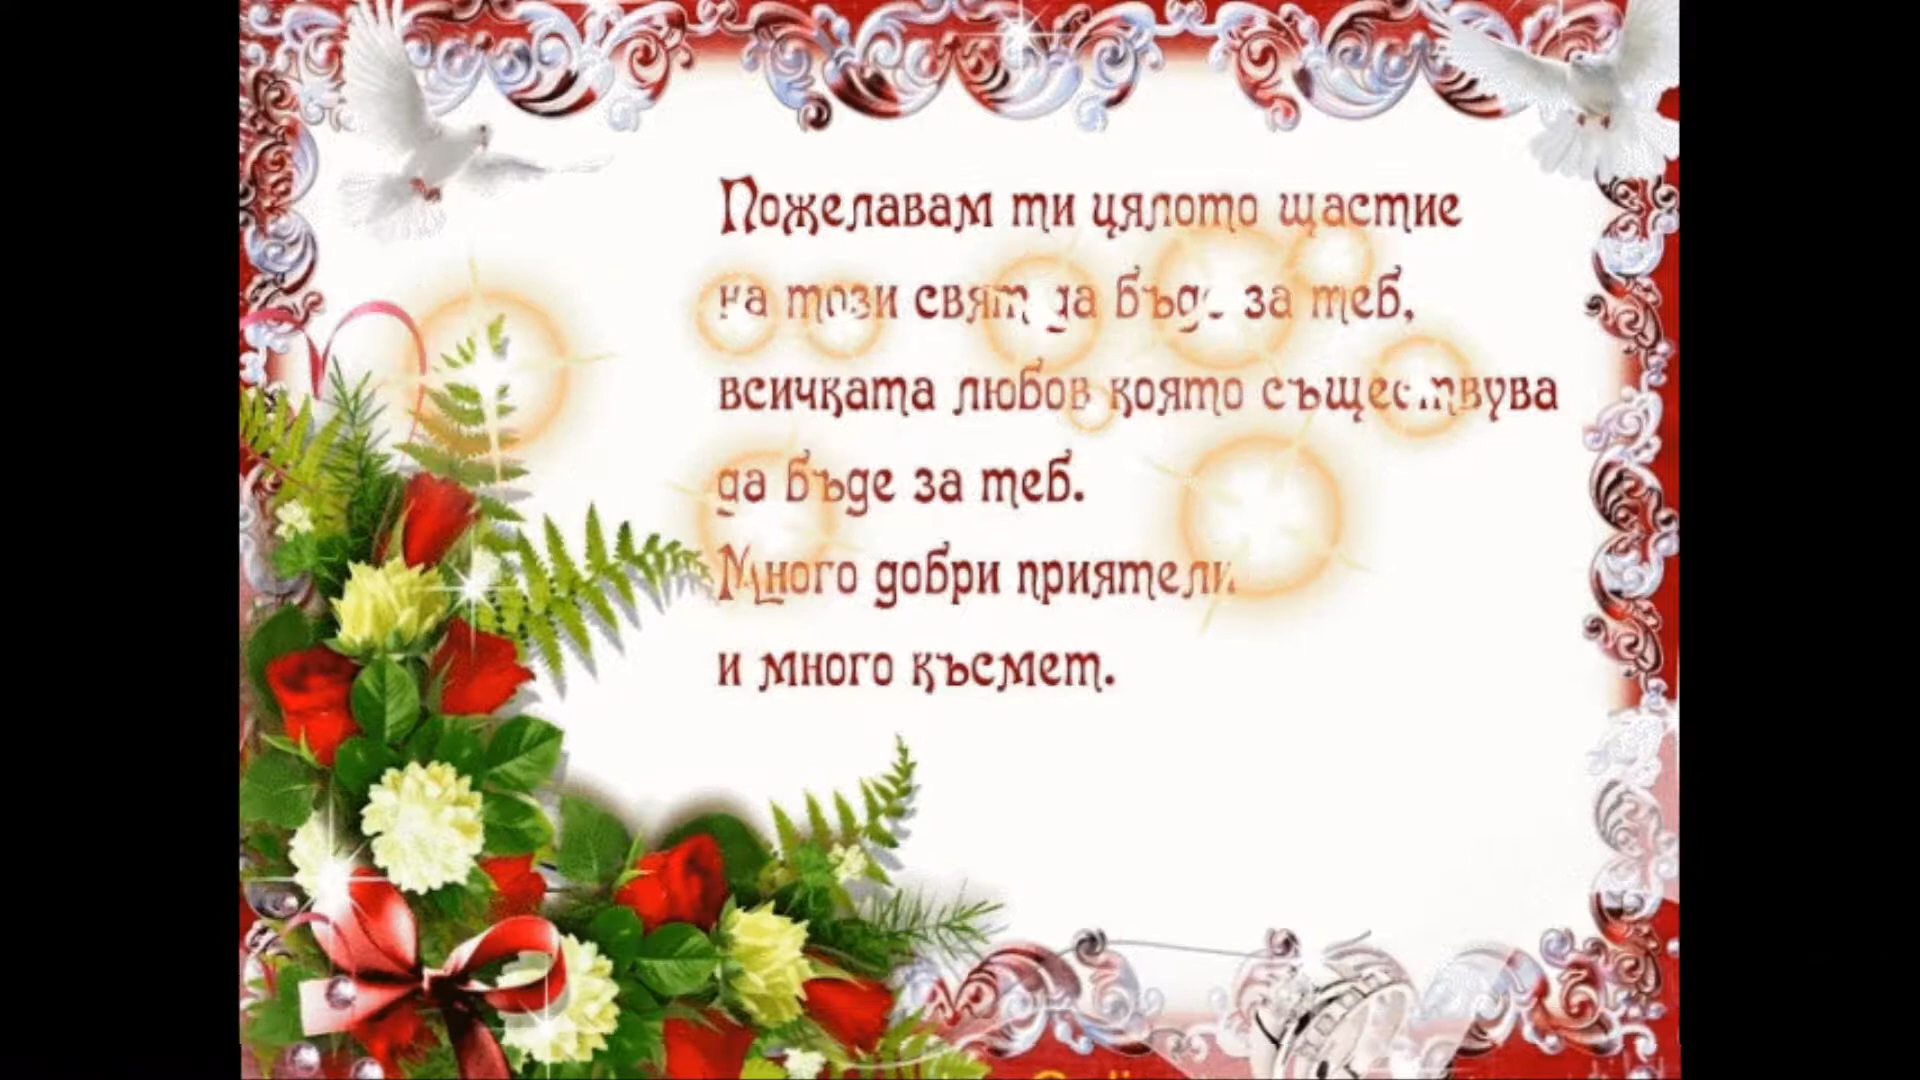 Пожелавам ти цялото щастие
на този свят да бъде за теб,
всичката любов която съществува
да бъде за теб.
Много добри приятели
и много късмет.